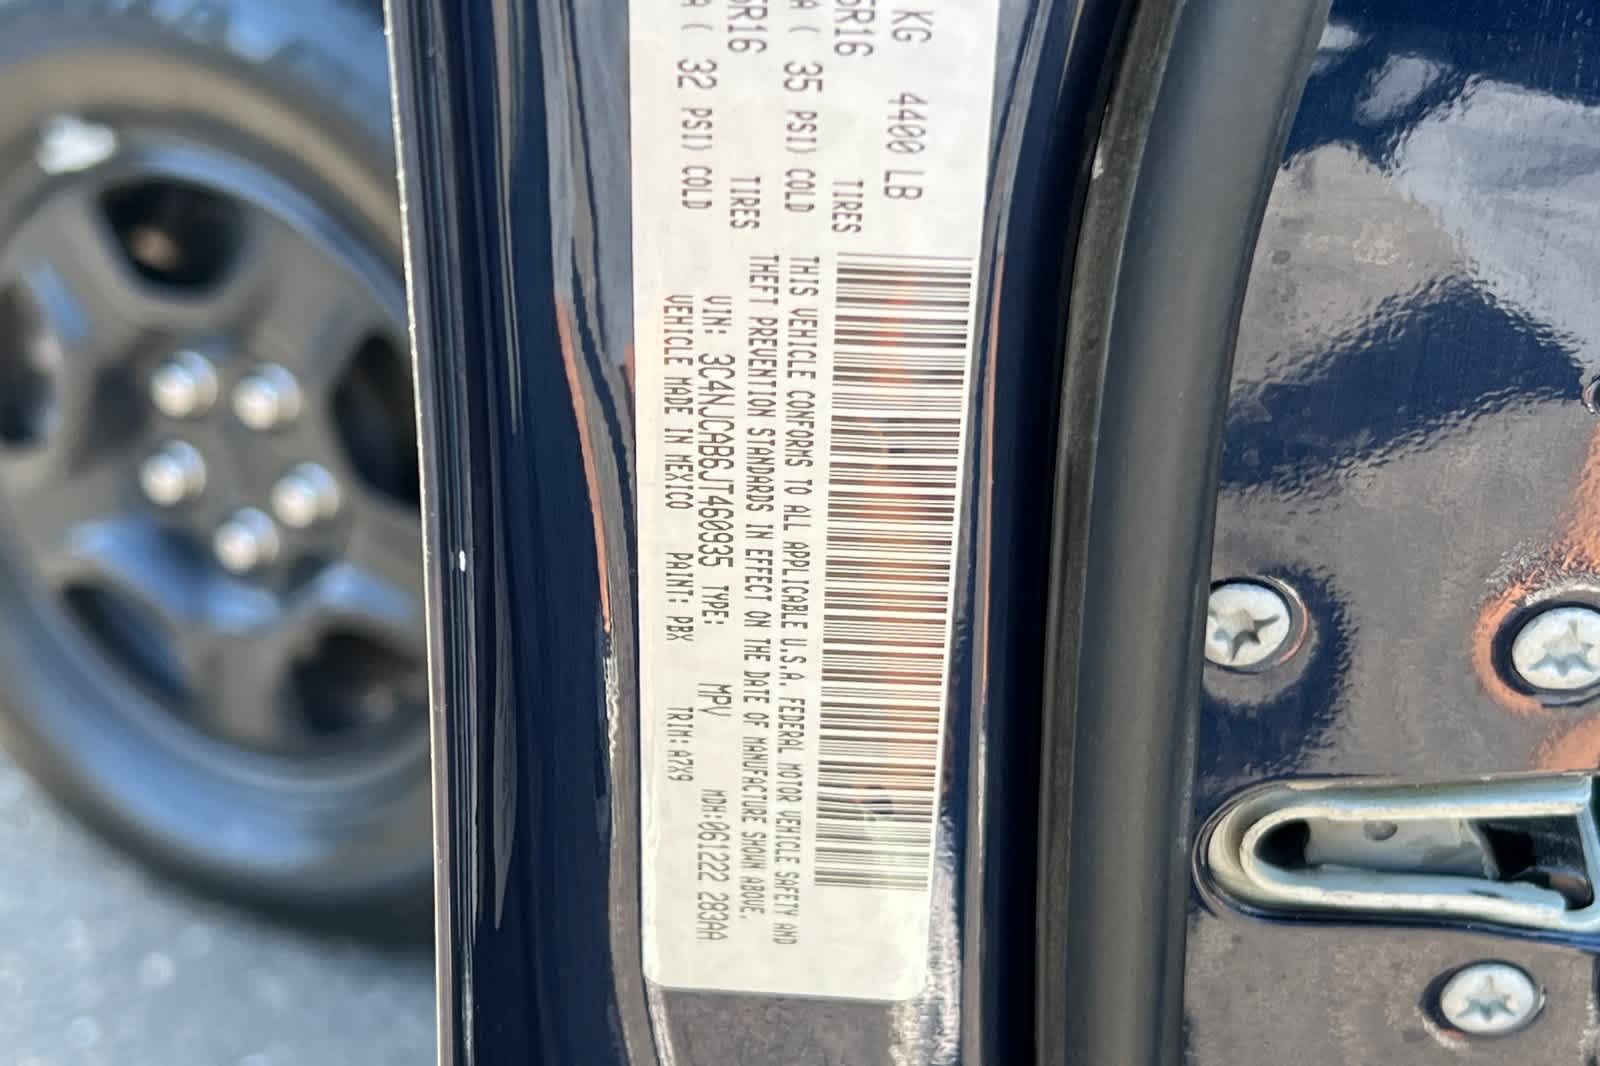 KG 4400 LB
5R16 TIRES
A ( 35 PSI) COLD
5R16 TIRES
A ( 32 PSI) COLD
THIS VEHICLE CONFORMS TO ALL APPLICABLE U.S.A. FEDERAL MOTOR VEHICLE SAFETY AND
THEFT PREVENTION STANDARDS IN EFFECT ON THE DATE OF MANUFACTURE SHOWN ABOVE.
VIN: 3C4NJCAB6JT460935 TYPE: MPV MDH:061222 283AA
VEHICLE MADE IN MEXICO PAINT: PBX TRIM: A7X9